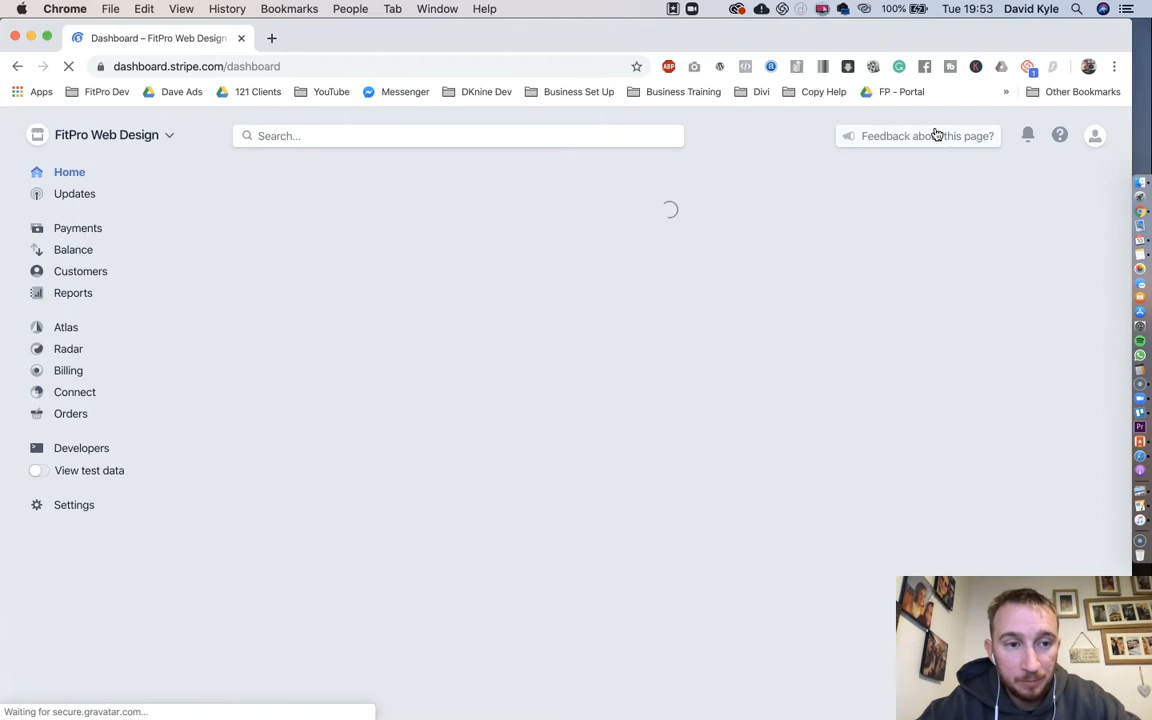 Chrome File Edit View History Bookmarks People Tab Window Help 100% Tue 19:53 David Kyle
Dashboard – FitPro Web Design
dashboard.stripe.com/dashboard
ABP
1
Apps FitPro Dev Dave Ads 121 Clients YouTube Messenger DKnine Dev Business Set Up Business Training Divi Copy Help FP - Portal » Other Bookmarks
FitPro Web Design Search... Feedback about this page?
Home
Updates
Payments
Balance
Customers
Reports
Atlas
Radar
Billing
Connect
Orders
Developers
View test data
Settings
Waiting for secure.gravatar.com...